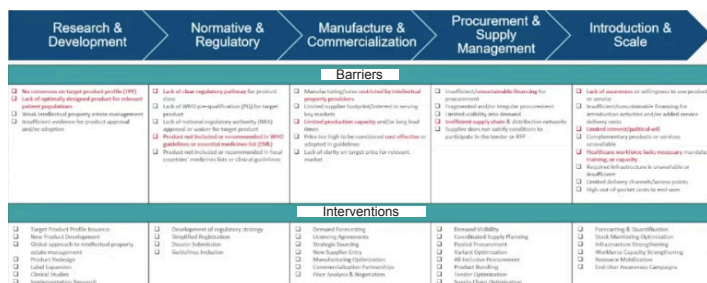 Research &
Development
Normative &
Regulatory
Manufacture &
Commercialization
Procurement &
Supply
Management
Introduction &
Scale
Barriers
No consensus on target product profile (TPP)
Lack of optimally designed product for relevant
patient populations
Weak intellectual property estate management
Insufficient evidence for product approval
and/or adoption
Lack of clear regulatory pathway for product
class
Lack of WHO pre-qualification (PQ) for target
product
Lack of national regulatory authority (NRA)
approval or waiver for target product
Product not included or recommended in WHO
guidelines or essential medicines list (EML)
Product not included or recommended in local
countries' medicines lists or clinical guidelines
Manufacturing/sales restricted by intellectual
property provisions
Limited supplier footprint/interest in serving
key markets
Limited production capacity and/or long lead
times
Price too high to be considered cost effective or
adopted in guidelines
Lack of clarity on target price for relevant
market
Insufficient/unsustainable financing for
procurement
Fragmented and/or irregular procurement
Limited visibility into demand
Inefficient supply chain & distribution networks
Supplier does not satisfy conditions to
participate in the tender or RFP
Lack of awareness or willingness to use product
or service
Insufficient/unsustainable financing for
introduction activities and/or added service
delivery costs
Limited interest/political will
Complementary products or services
unavailable
Healthcare workforce lacks necessary mandate,
training, or capacity
Required infrastructure is unavailable or
insufficient
Limited delivery channels/access points
High out-of-pocket costs to end-user
Interventions
Target Product Profile Issuance
New Product Development
Global approach to intellectual property
estate management
Product Redesign
Label Expansion
Clinical Studies
Implementation Research
Development of regulatory strategy
Simplified Registration
Dossier Submission
Guidelines Inclusion
Demand Forecasting
Licensing Agreements
Strategic Sourcing
New Supplier Entry
Manufacturing Optimization
Commercialization Partnerships
Price Analysis & Negotiation
Demand Visibility
Coordinated Supply Planning
Pooled Procurement
Variant Optimization
All-Inclusive Procurement
Product Bundling
Tender Optimization
Supply Chain Optimization
Forecasting & Quantification
Stock Monitoring Optimization
Infrastructure Strengthening
Workforce Capacity Strengthening
Resource Mobilization
End-User Awareness Campaigns